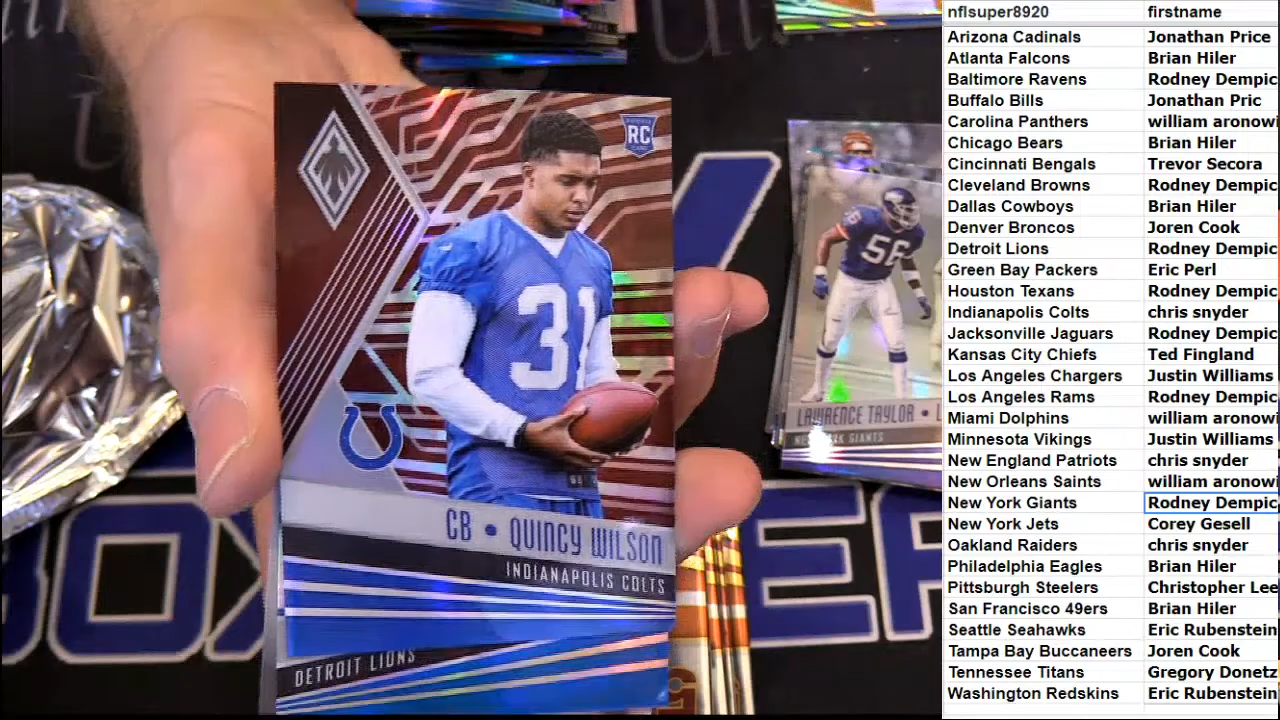 RC
31
CB • QUINCY WILSON
INDIANAPOLIS COLTS
DETROIT LIONS
56
LAWRENCE TAYLOR • L
NEW YORK GIANTS
BOX
ER
nflsuper8920 firstname
Arizona Cadinals Jonathan Price
Atlanta Falcons Brian Hiler
Baltimore Ravens Rodney Dempic
Buffalo Bills Jonathan Pric
Carolina Panthers william aronowi
Chicago Bears Brian Hiler
Cincinnati Bengals Trevor Secora
Cleveland Browns Rodney Dempic
Dallas Cowboys Brian Hiler
Denver Broncos Joren Cook
Detroit Lions Rodney Dempic
Green Bay Packers Eric Perl
Houston Texans Rodney Dempic
Indianapolis Colts chris snyder
Jacksonville Jaguars Rodney Dempic
Kansas City Chiefs Ted Fingland
Los Angeles Chargers Justin Williams
Los Angeles Rams Rodney Dempic
Miami Dolphins william aronowi
Minnesota Vikings Justin Williams
New England Patriots chris snyder
New Orleans Saints william aronowi
New York Giants Rodney Dempic
New York Jets Corey Gesell
Oakland Raiders chris snyder
Philadelphia Eagles Brian Hiler
Pittsburgh Steelers Christopher Lee
San Francisco 49ers Brian Hiler
Seattle Seahawks Eric Rubenstein
Tampa Bay Buccaneers Joren Cook
Tennessee Titans Gregory Donetz
Washington Redskins Eric Rubenstein